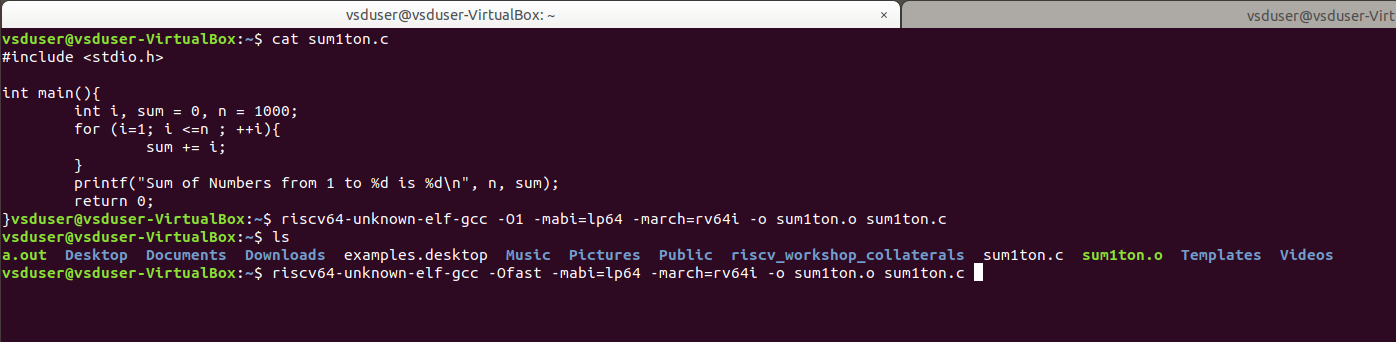 vsduser@vsduser-VirtualBox: ~ × vsduser@vsduser-Virt
vsduser@vsduser-VirtualBox:~$ cat sum1ton.c
#include <stdio.h>

int main(){
        int i, sum = 0, n = 1000;
        for (i=1; i <=n ; ++i){
                sum += i;
        }
        printf("Sum of Numbers from 1 to %d is %d\n", n, sum);
        return 0;
}vsduser@vsduser-VirtualBox:~$ riscv64-unknown-elf-gcc -O1 -mabi=lp64 -march=rv64i -o sum1ton.o sum1ton.c
vsduser@vsduser-VirtualBox:~$ ls
a.out  Desktop  Documents  Downloads  examples.desktop  Music  Pictures  Public  riscv_workshop_collaterals  sum1ton.c  sum1ton.o  Templates  Videos
vsduser@vsduser-VirtualBox:~$ riscv64-unknown-elf-gcc -Ofast -mabi=lp64 -march=rv64i -o sum1ton.o sum1ton.c